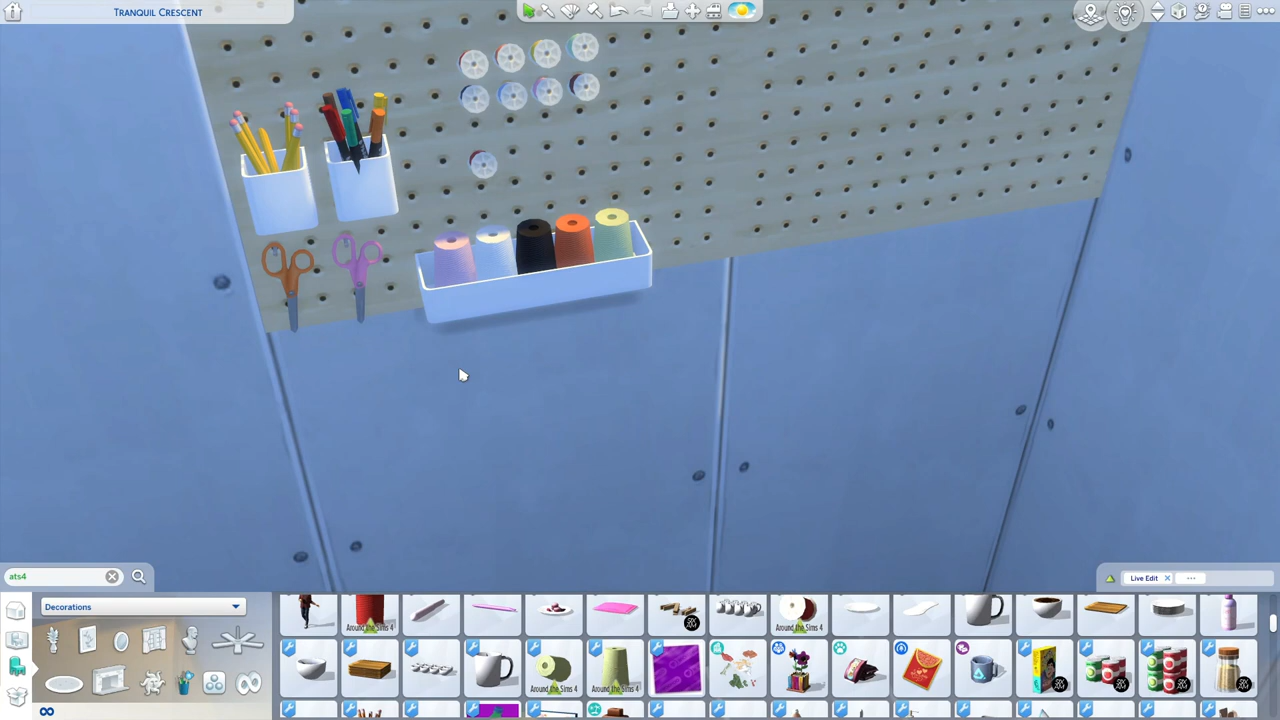 TRANQUIL CRESCENT
ats4
Live Edit
Decorations
Around the Sims 4
Around the Sims 4
Around the Sims 4
Around the Sims 4